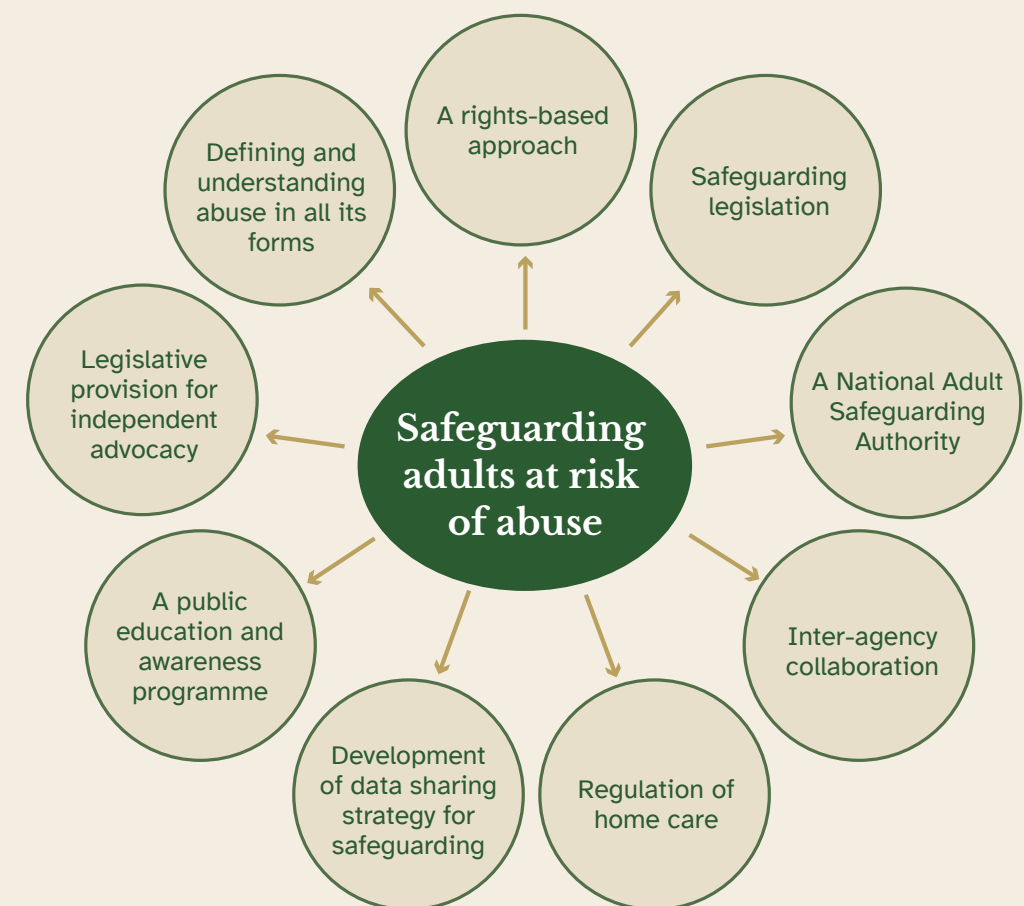 A rights-based
approach
Safeguarding
legislation
A National Adult
Safeguarding
Authority
Inter-agency
collaboration
Regulation of
home care
Development
of data sharing
strategy for
safeguarding
A public
education and
awareness
programme
Legislative
provision for
independent
advocacy
Defining and
understanding
abuse in all its
forms
Safeguarding
adults at risk
of abuse